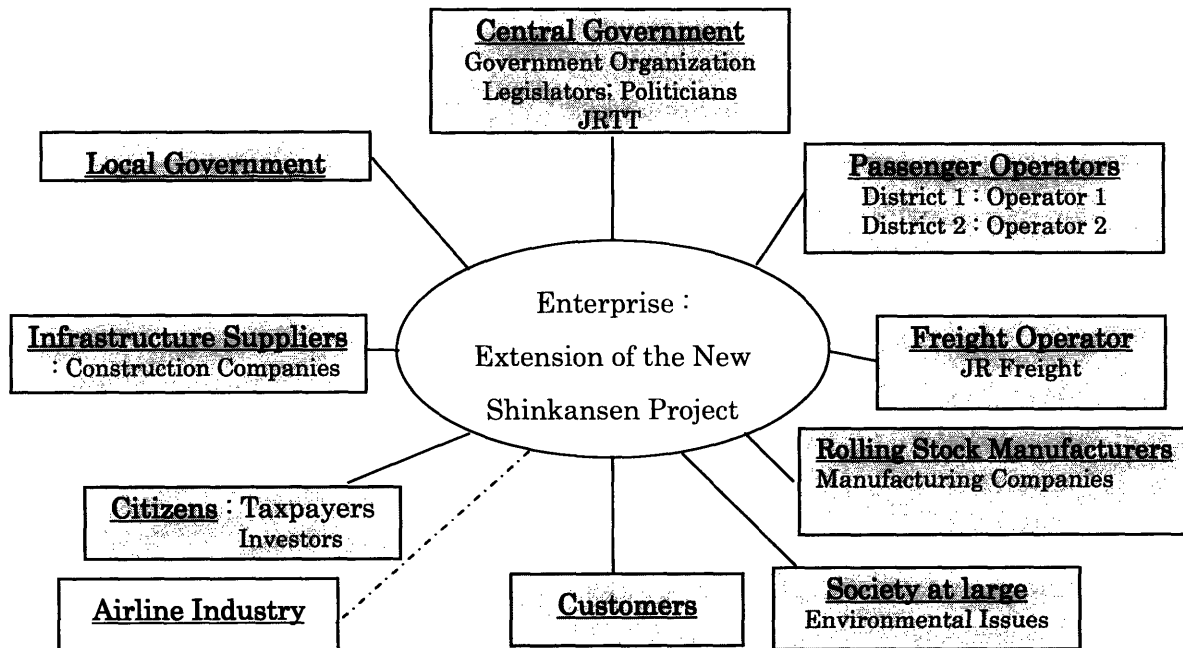 Central Government
Government Organization
Legislators; Politicians
JRTT
Local Government
Passenger Operators
District 1 : Operator 1
District 2 : Operator 2
Enterprise :
Extension of the New
Shinkansen Project
Infrastructure Suppliers
: Construction Companies
Freight Operator
JR Freight
Rolling Stock Manufacturers
Manufacturing Companies
Citizens : Taxpayers
Investors
Airline Industry
Customers
Society at large
Environmental Issues